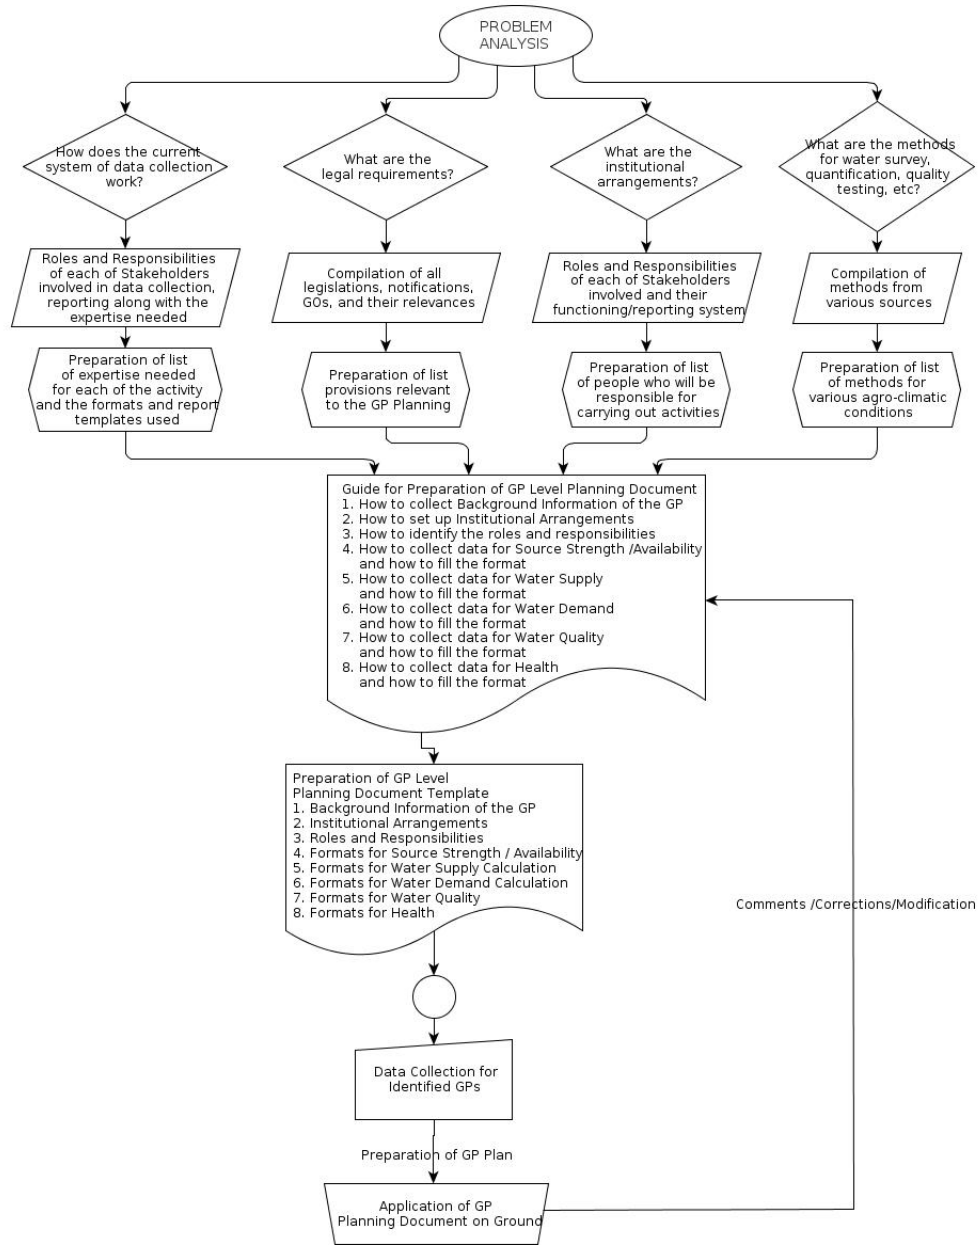 PROBLEM
ANALYSIS
How does the current
system of data collection
work?
What are the
legal requirements?
What are the
institutional
arrangements?
What are the methods
for water survey,
quantification, quality
testing, etc?
Roles and Responsibilities
of each of Stakeholders
involved in data collection,
reporting along with the
expertise needed
Compilation of all
legislations, notifications,
GOs, and their relevances
Roles and Responsibilities
of each of Stakeholders
involved and their
functioning/reporting system
Compilation of
methods from
various sources
Preparation of list
of expertise needed
for each of the activity
and the formats and report
templates used
Preparation of list
provisions relevant
to the GP Planning
Preparation of list
of people who will be
responsible for
carrying out activities
Preparation of list
of methods for
various agro-climatic
conditions
Guide for Preparation of GP Level Planning Document
1. How to collect Background Information of the GP
2. How to set up Institutional Arrangements
3. How to identify the roles and responsibilities
4. How to collect data for Source Strength /Availability
and how to fill the format
5. How to collect data for Water Supply
and how to fill the format
6. How to collect data for Water Demand
and how to fill the format
7. How to collect data for Water Quality
and how to fill the format
8. How to collect data for Health
and how to fill the format
Preparation of GP Level
Planning Document Template
1. Background Information of the GP
2. Institutional Arrangements
3. Roles and Responsibilities
4. Formats for Source Strength / Availability
5. Formats for Water Supply Calculation
6. Formats for Water Demand Calculation
7. Formats for Water Quality
8. Formats for Health
Comments /Corrections/Modification
Data Collection for
Identified GPs
Preparation of GP Plan
Application of GP
Planning Document on Ground